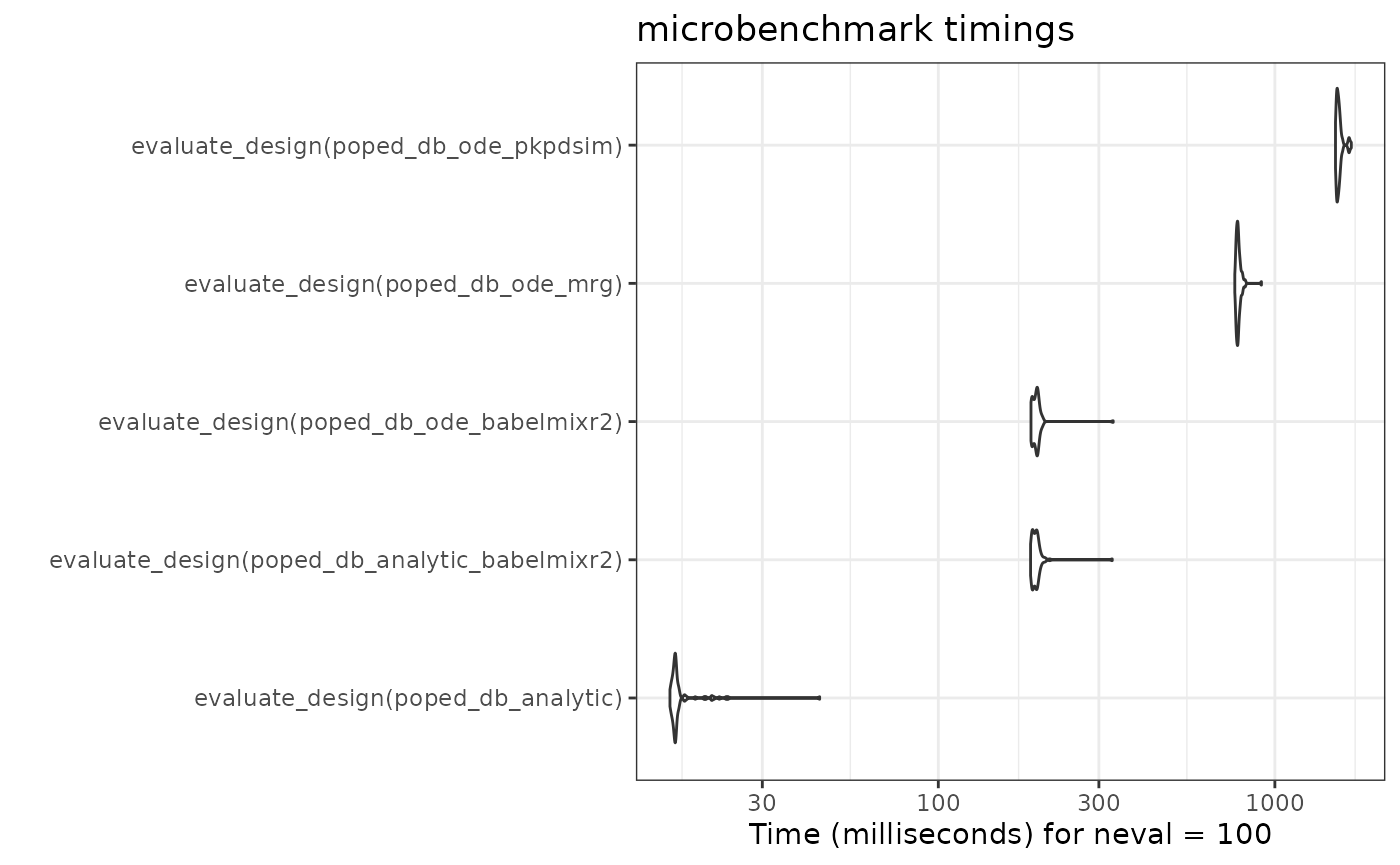 microbenchmark timings
evaluate_design(poped_db_ode_pkpdsim)
evaluate_design(poped_db_ode_mrg)
evaluate_design(poped_db_ode_babelmixr2)
evaluate_design(poped_db_analytic_babelmixr2)
evaluate_design(poped_db_analytic)
30 100 300 1000
Time (milliseconds) for neval = 100